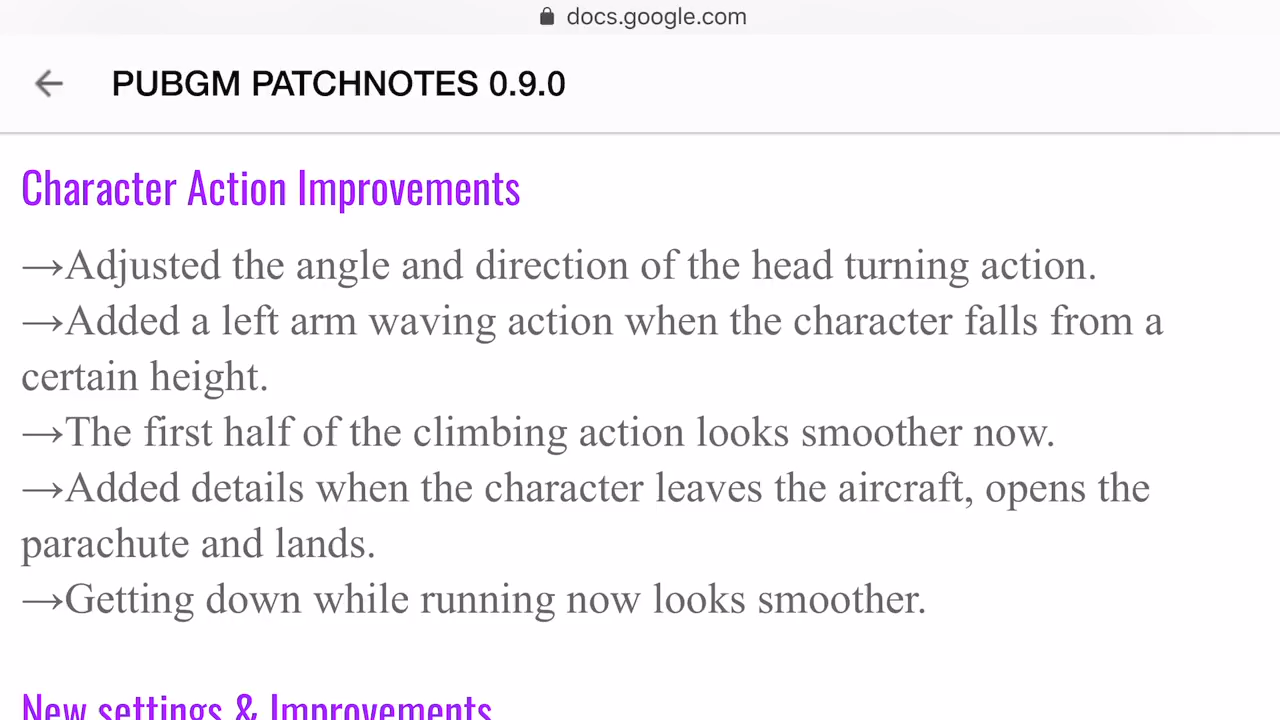 docs.google.com
PUBGM PATCHNOTES 0.9.0
Character Action Improvements
→Adjusted the angle and direction of the head turning action.
→Added a left arm waving action when the character falls from a
certain height.
→The first half of the climbing action looks smoother now.
→Added details when the character leaves the aircraft, opens the
parachute and lands.
→Getting down while running now looks smoother.
New settings & Improvements